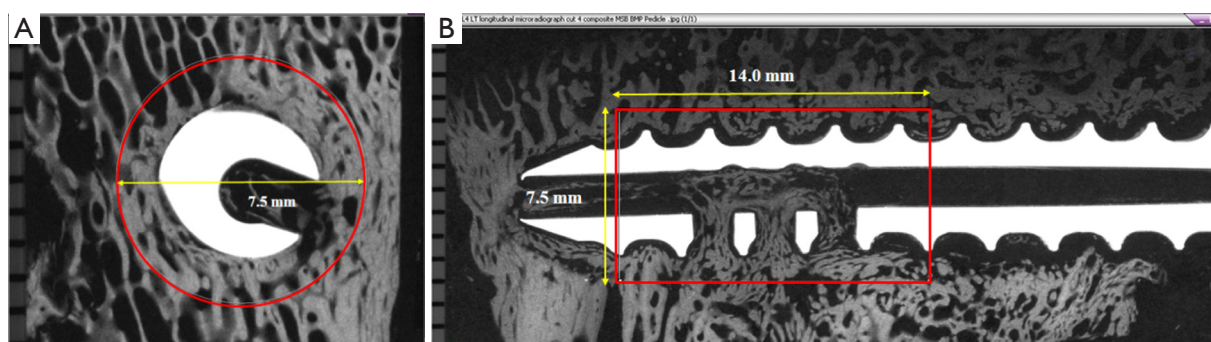 A
7.5 mm
B
L4 LT longitudinal microradiograph cut 4 composite MSB BMP Pedicle .jpg (1/1)
14.0 mm
7.5 mm